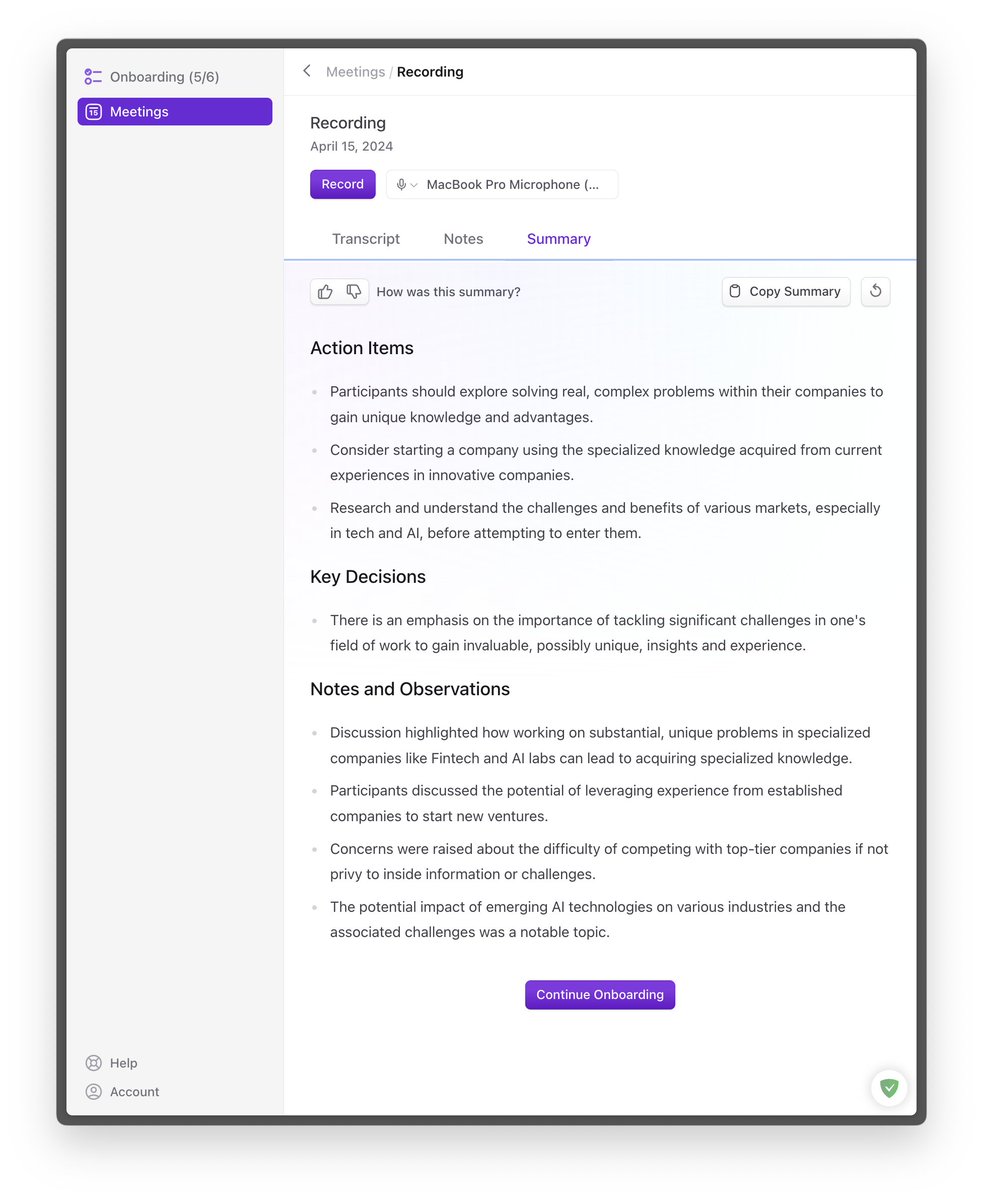 Onboarding (5/6)
Meetings
Help
Account
Meetings / Recording
Recording
April 15, 2024
Record
MacBook Pro Microphone (...
Transcript
Notes
Summary
How was this summary?
Copy Summary
Action Items
Participants should explore solving real, complex problems within their companies to
gain unique knowledge and advantages.
Consider starting a company using the specialized knowledge acquired from current
experiences in innovative companies.
Research and understand the challenges and benefits of various markets, especially
in tech and AI, before attempting to enter them.
Key Decisions
There is an emphasis on the importance of tackling significant challenges in one's
field of work to gain invaluable, possibly unique, insights and experience.
Notes and Observations
Discussion highlighted how working on substantial, unique problems in specialized
companies like Fintech and AI labs can lead to acquiring specialized knowledge.
Participants discussed the potential of leveraging experience from established
companies to start new ventures.
Concerns were raised about the difficulty of competing with top-tier companies if not
privy to inside information or challenges.
The potential impact of emerging AI technologies on various industries and the
associated challenges was a notable topic.
Continue Onboarding